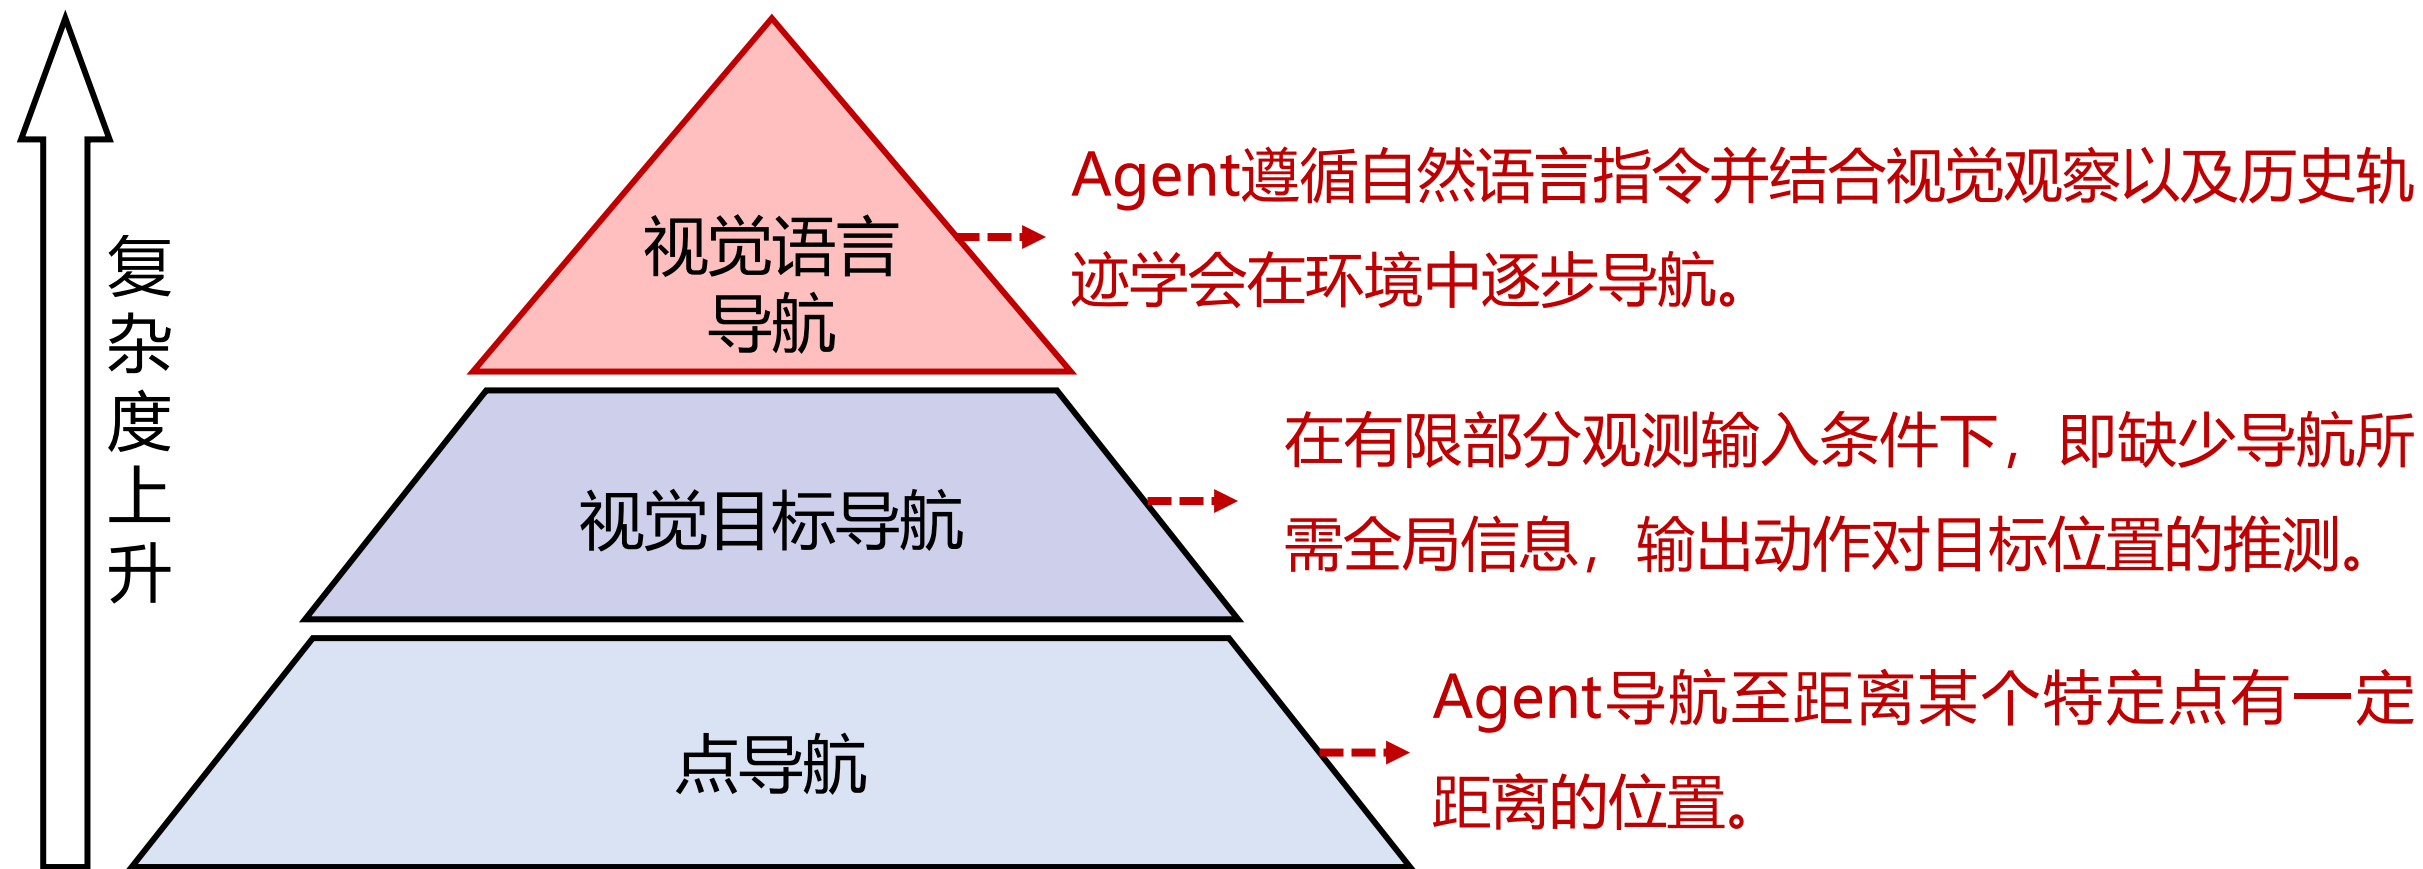 复杂度上升
视觉语言
导航
Agent遵循自然语言指令并结合视觉观察以及历史轨
迹学会在环境中逐步导航。
视觉目标导航
在有限部分观测输入条件下，即缺少导航所
需全局信息，输出动作对目标位置的推测。
点导航
Agent导航至距离某个特定点有一定
距离的位置。